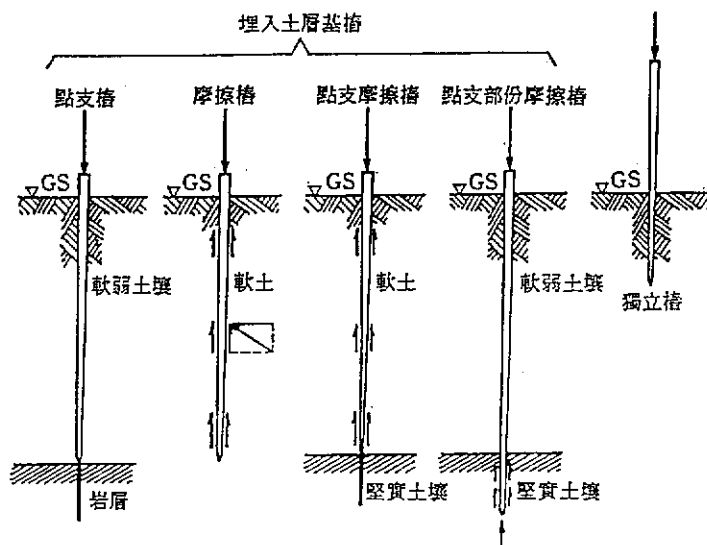 埋入土層基樁
點支樁
摩擦樁
點支摩擦樁
點支部份摩擦樁
GS
GS
GS
GS
GS
軟弱土壤
軟土
軟土
軟弱土壤
獨立樁
岩層
堅實土壤
堅實土壤